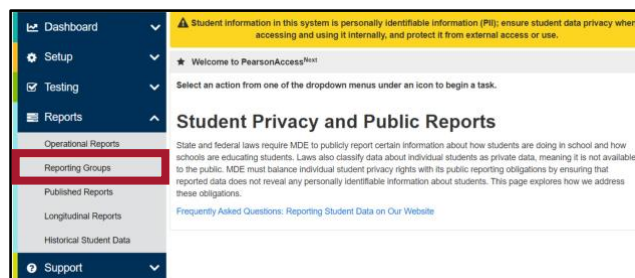 Dashboard
Setup
Testing
Reports
Operational Reports
Reporting Groups
Published Reports
Longitudinal Reports
Historical Student Data
Support
Student information in this system is personally identifiable information (PII); ensure student data privacy when
accessing and using it internally, and protect it from external access or use.
Welcome to PearsonAccessNext
Select an action from one of the dropdown menus under an icon to begin a task.
Student Privacy and Public Reports
State and federal laws require MDE to publicly report certain information about how students are doing in school and how
schools are educating students. Laws also classify data about individual students as private data, meaning it is not available
to the public. MDE must balance individual student privacy rights with its public reporting obligations by ensuring that
reported data does not reveal any personally identifiable information about students. This page explores how we address
these obligations.
Frequently Asked Questions: Reporting Student Data on Our Website